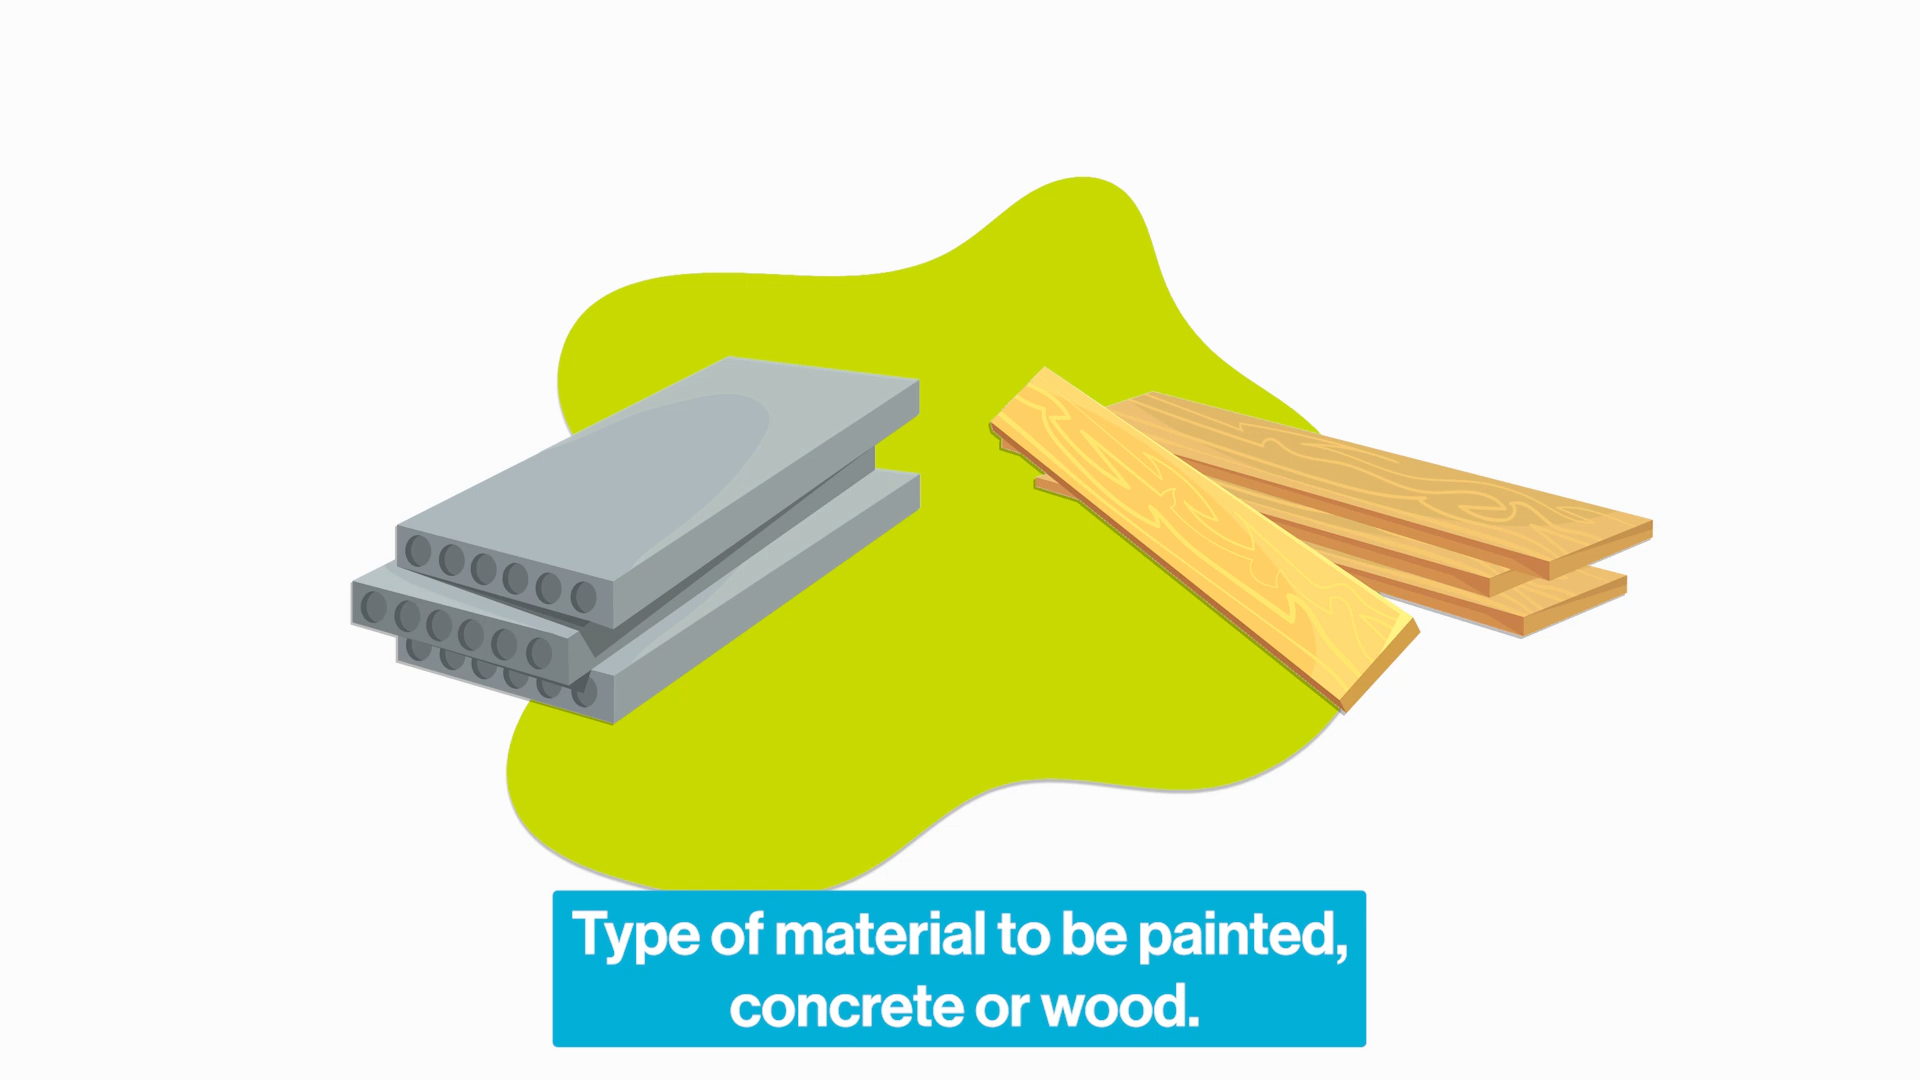 Type of material to be painted,
concrete or wood.